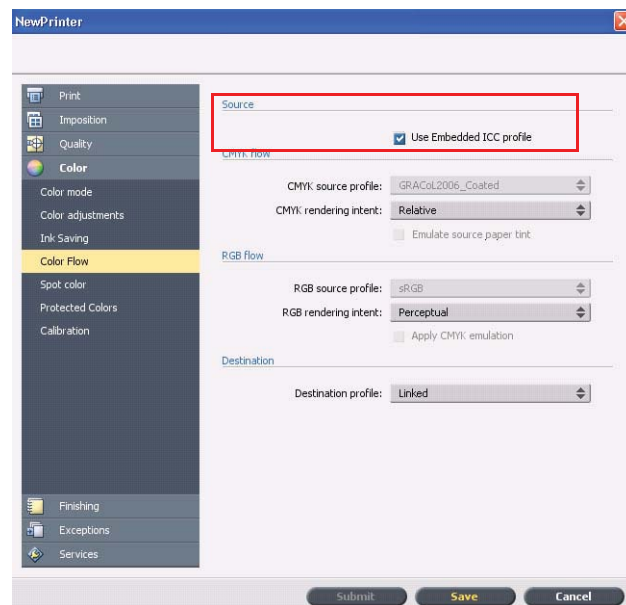 NewPrinter
Print
Imposition
Quality
Color
Color mode
Color adjustments
Ink Saving
Color Flow
Spot color
Protected Colors
Calibration
Finishing
Exceptions
Services
Source
Use Embedded ICC profile
CMYK flow
CMYK source profile: GRACoL2006_Coated
CMYK rendering intent: Relative
Emulate source paper tint
RGB flow
RGB source profile: sRGB
RGB rendering intent: Perceptual
Apply CMYK emulation
Destination
Destination profile: Linked
Submit Save Cancel